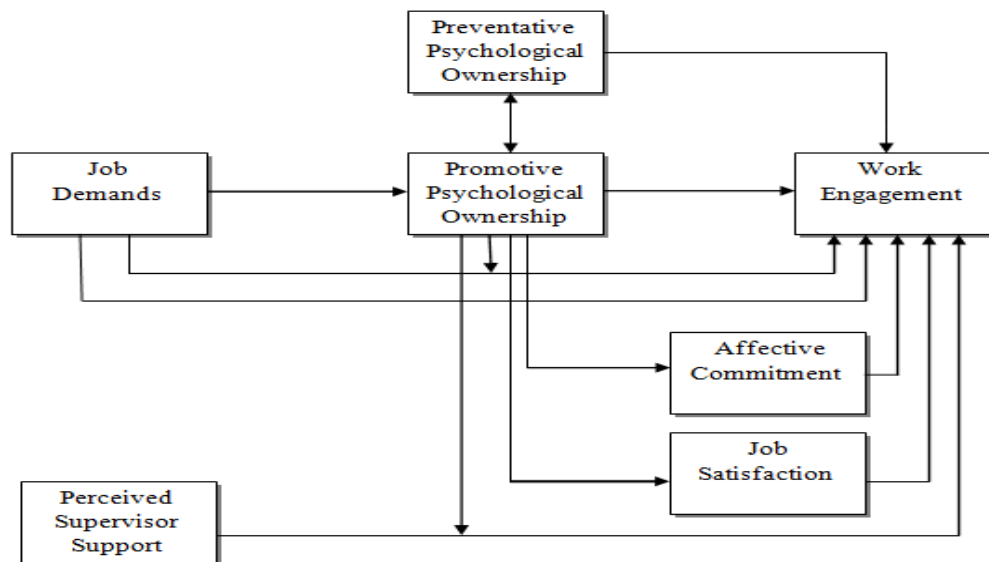 Preventative
Psychological
Ownership
Job
Demands
Promotive
Psychological
Ownership
Work
Engagement
Affective
Commitment
Job
Satisfaction
Perceived
Supervisor
Support